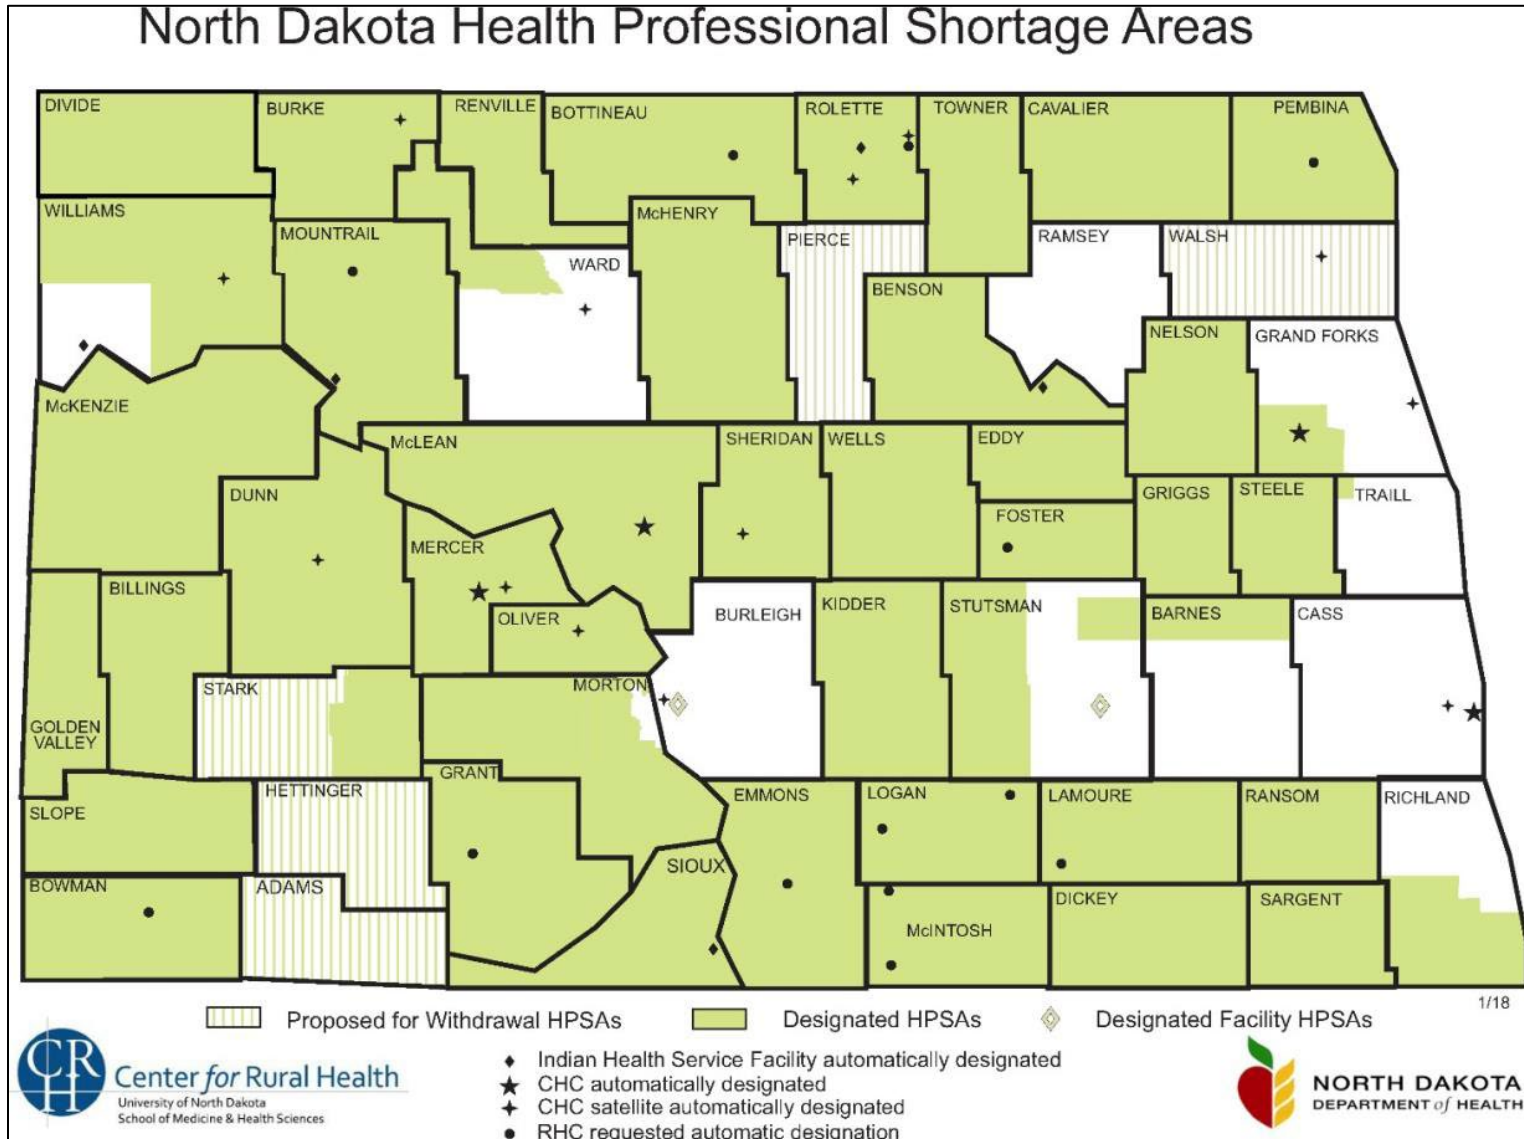 North Dakota Health Professional Shortage Areas
DIVIDE
BURKE
RENVILLE
BOTTINEAU
ROLETTE
TOWNER
CAVALIER
PEMBINA
WILLIAMS
MOUNTRAIL
WARD
McHENRY
PIERCE
RAMSEY
WALSH
BENSON
NELSON
GRAND FORKS
McKENZIE
DUNN
McLEAN
SHERIDAN
WELLS
EDDY
FOSTER
GRIGGS
STEELE
TRAILL
MERCER
OLIVER
BILLINGS
GOLDEN
VALLEY
STARK
MORTON
BURLEIGH
KIDDER
STUTSMAN
BARNES
CASS
SLOPE
HETTINGER
GRANT
EMMONS
LOGAN
LAMOURE
RANSOM
RICHLAND
BOWMAN
ADAMS
SIOUX
McINTOSH
DICKEY
SARGENT
1/18
Proposed for Withdrawal HPSAs
Designated HPSAs
Designated Facility HPSAs
Indian Health Service Facility automatically designated
CHC automatically designated
CHC satellite automatically designated
RHC requested automatic designation
CRH
Center for Rural Health
University of North Dakota
School of Medicine & Health Sciences
NORTH DAKOTA
DEPARTMENT of HEALTH